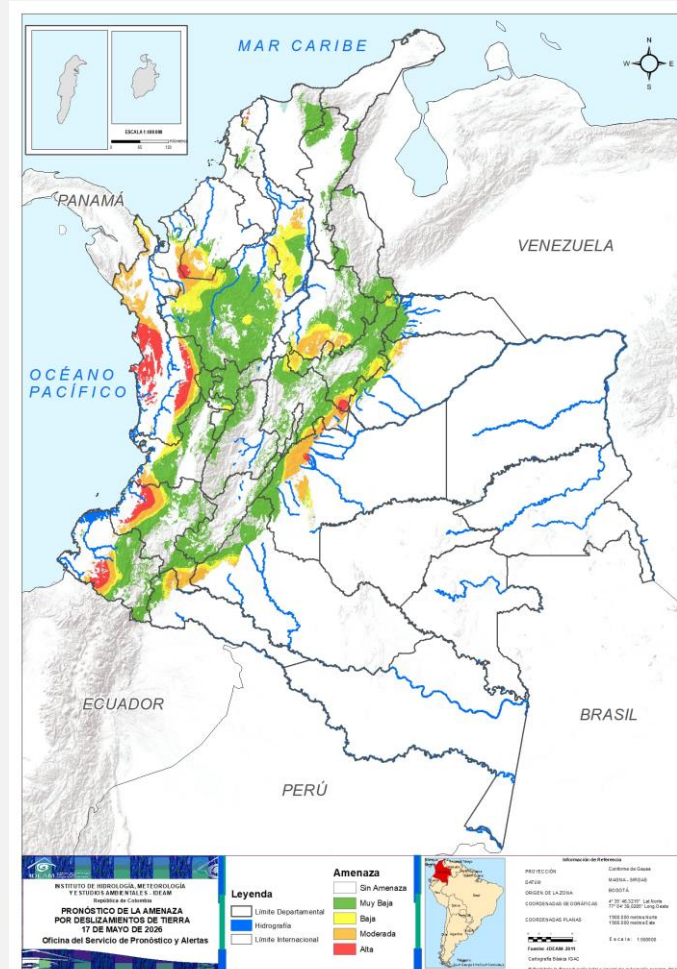 MAR CARIBE
N
W
E
S
ESCALA 1:600.000
PANAMÁ
VENEZUELA
OCÉANO
PACÍFICO
ECUADOR
BRASIL
PERÚ
IDEAM
INSTITUTO DE HIDROLOGÍA, METEOROLOGÍA
Y ESTUDIOS AMBIENTALES - IDEAM
República de Colombia
PRONÓSTICO DE LA AMENAZA
POR DESLIZAMIENTOS DE TIERRA
17 DE MAYO DE 2026
Oficina del Servicio de Pronóstico y Alertas
Leyenda
Límite Departamental
Hidrografía
Límite Internacional
Amenaza
Sin Amenaza
Muy Baja
Baja
Moderada
Alta
Información de Referencia
PROYECCIÓN
Conforme de Gauss
DATUM
MAGNA - SIRGAS
ORIGEN DE LA ZONA
BOGOTÁ
COORDENADAS GEOGRÁFICAS
COORDENADAS PLANAS
Cartografía Básica IGAC